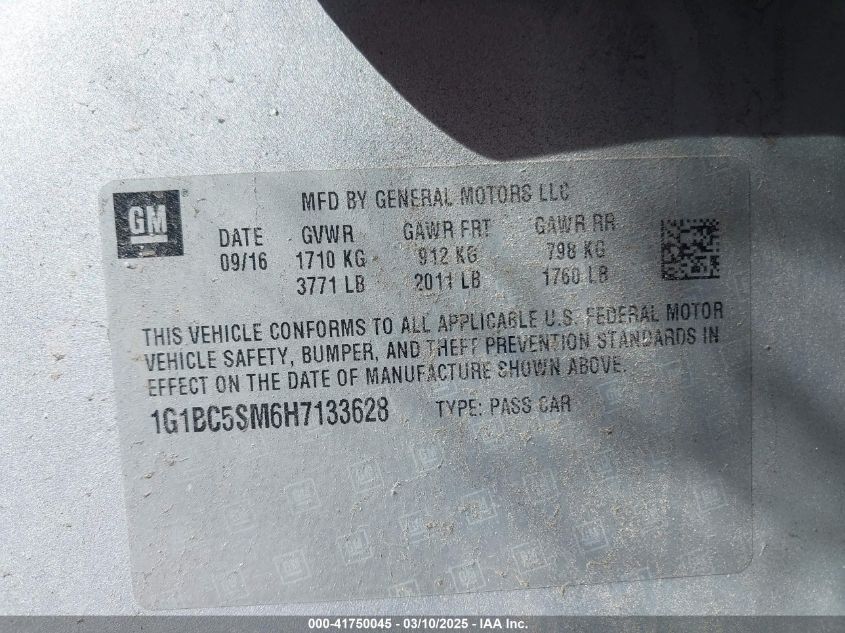 GM
MFD BY GENERAL MOTORS LLC
DATE GVWR GAWR FRT GAWR RR
09/16 1710 KG 912 KG 798 KG
3771 LB 2011 LB 1760 LB
THIS VEHICLE CONFORMS TO ALL APPLICABLE U.S. FEDERAL MOTOR
VEHICLE SAFETY, BUMPER, AND THEFT PREVENTION STANDARDS IN
EFFECT ON THE DATE OF MANUFACTURE SHOWN ABOVE.
1G1BC5SM6H7133628 TYPE: PASS CAR
000-41750045 - 03/10/2025 - IAA Inc.